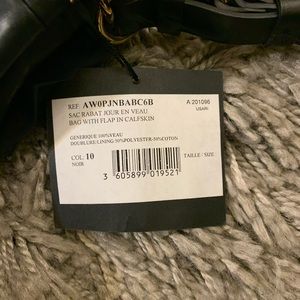 REF. AW0PJNBABC6B A 201096
SAC RABAT JOUR EN VEAU USARI
BAG WITH FLAP IN CALFSKIN
GENERIQUE 100%VEAU
DOUBLURE/LINING 50%POLYESTER-50%COTON
COL. 10 TAILLE / SIZE
NOIR
3 605899 019521